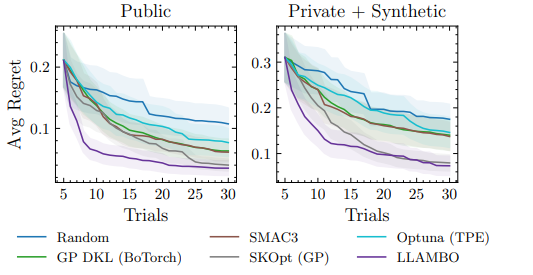 Public Private + Synthetic
Avg Regret
0.2
0.1
0.3
0.2
0.1
5 10 15 20 25 30 5 10 15 20 25 30
Trials Trials
Random SMAC3 Optuna (TPE)
GP DKL (BoTorch) SKOpt (GP) LLAMBO